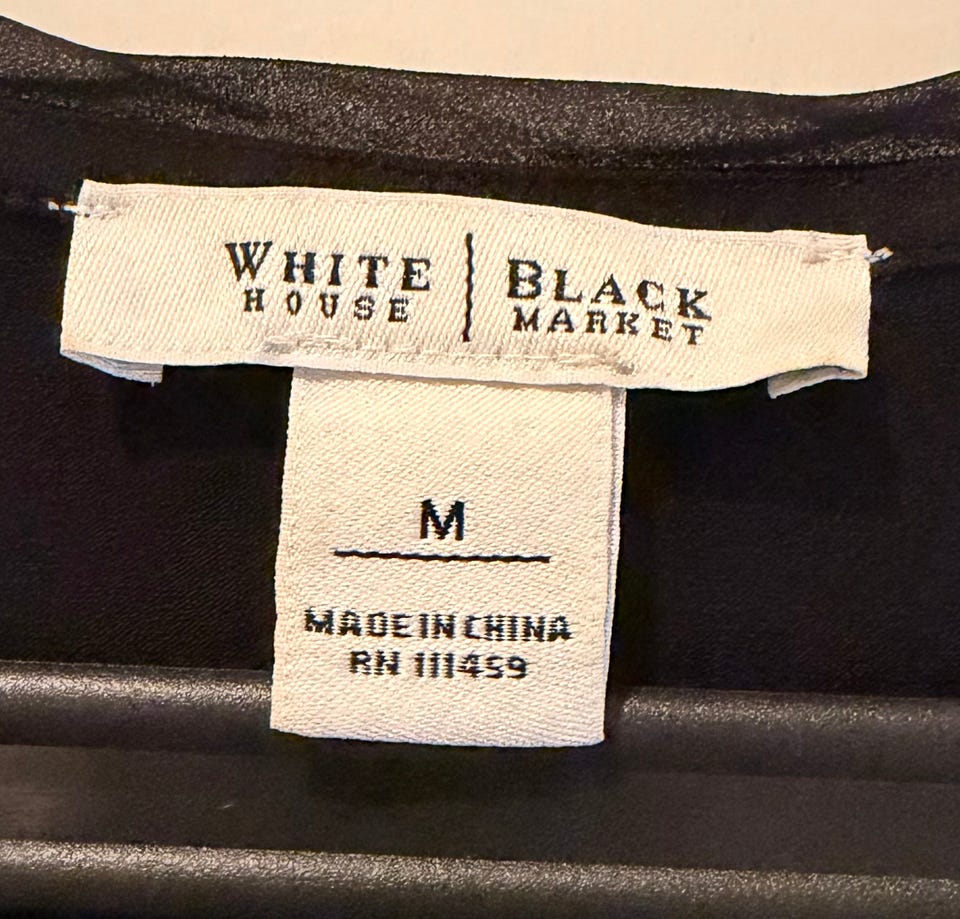 WHITE | BLACK
HOUSE | MARKET
M
MADE IN CHINA
RN 111459